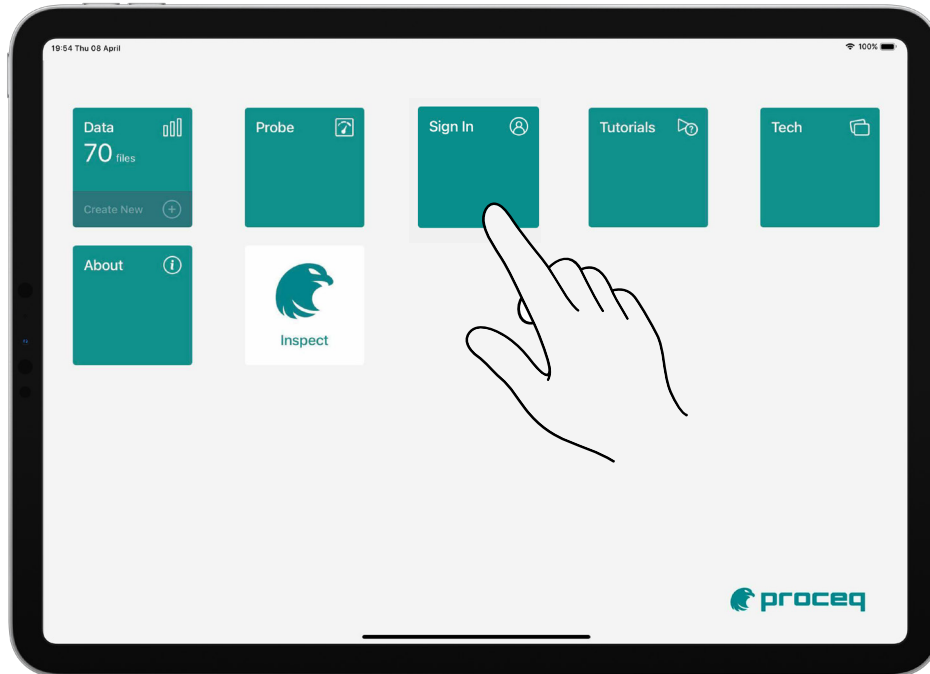 19:54 Thu 08 April
100%
Data
70 files
Create New
Probe
Sign In
Tutorials
Tech
About
Inspect
proceq